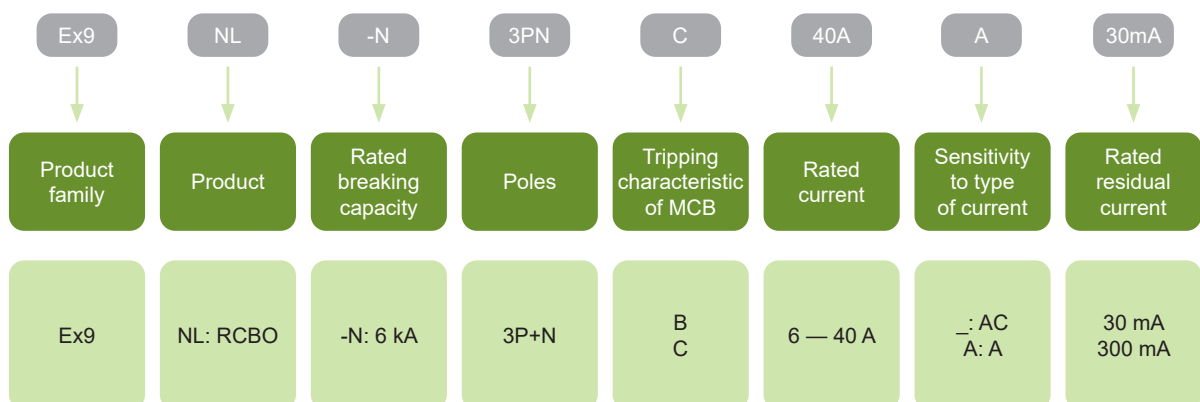 Ex9
NL
-N
3PN
C
40A
A
30mA
Product
family
Product
Rated
breaking
capacity
Poles
Tripping
characteristic
of MCB
Rated
current
Sensitivity
to type
of current
Rated
residual
current
Ex9
NL: RCBO
-N: 6 kA
3P+N
B
C
6 — 40 A
_: AC
A: A
30 mA
300 mA